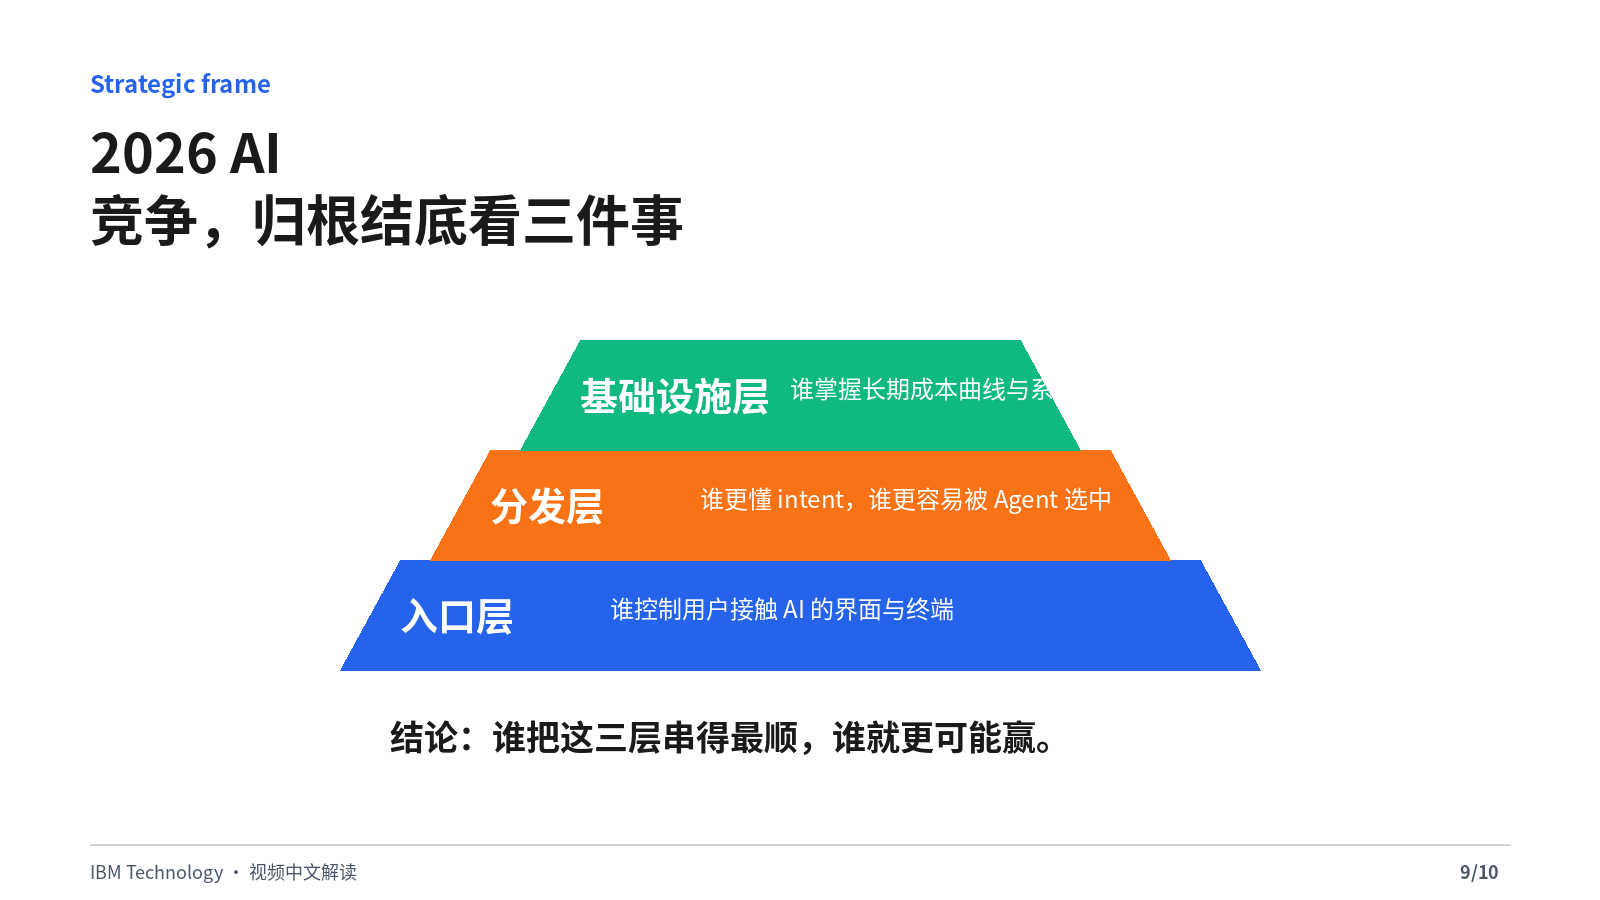 Strategic frame
2026 AI
竞争，归根结底看三件事
基础设施层 谁掌握长期成本曲线与系
分发层 谁更懂 intent，谁更容易被 Agent 选中
入口层 谁控制用户接触 AI 的界面与终端
结论：谁把这三层串得最顺，谁就更可能赢。
IBM Technology · 视频中文解读
9/10